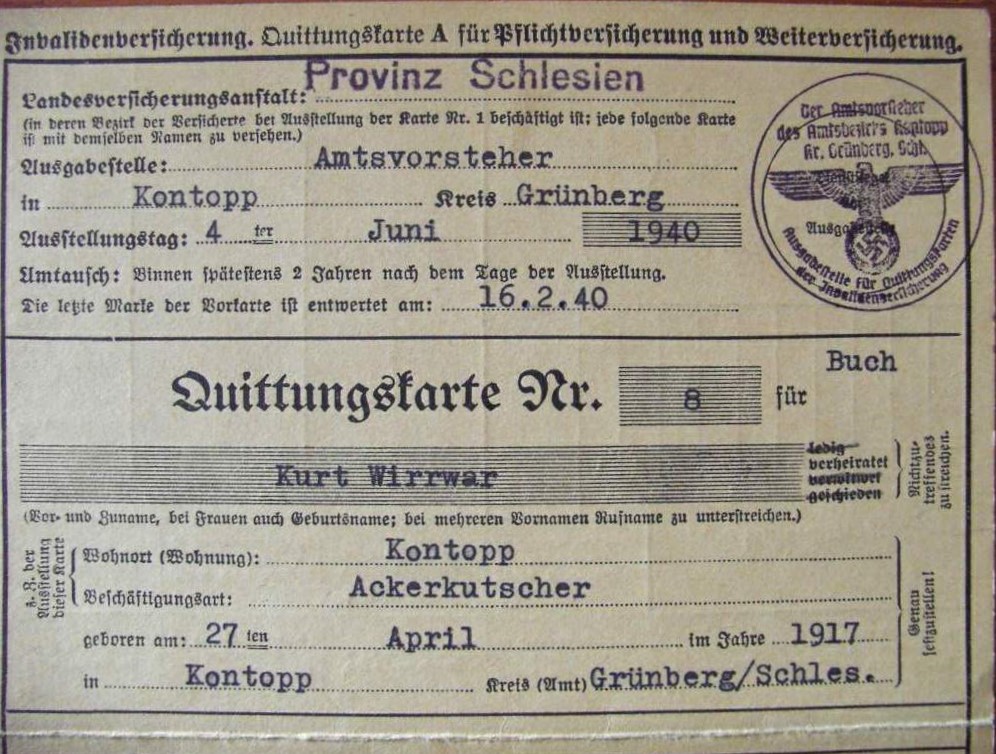 Invalidenversicherung. Quittungskarte A für Pflichtversicherung und Weiterversicherung.
Landesversicherungsanstalt: Provinz Schlesien
(in deren Bezirk der Versicherte bei Ausstellung der Karte Nr. 1 beschäftigt ist; jede folgende Karte
ist mit demselben Namen zu versehen.)
Ausgabestelle: Amtsvorsteher
in Kontopp Kreis Grünberg
Ausstellungstag: 4 ter Juni 1940
Umtausch: Binnen spätestens 2 Jahren nach dem Tage der Ausstellung.
Die letzte Marke der Vorkarte ist entwertet am: 16.2.40
Der Amtsvorsteher
des Amtsbezirks Kontopp
Kr. Grünberg, Schl.
Ausgabestelle für Quittungskarten
der Invalidenversicherung
Buch
Quittungskarte Nr. 8 für
Kurt Wirrwar
ledig
verheiratet
verwitwet
geschieden
Nichtzu-
treffendes
zu streichen.
(Vor- und Zuname, bei Frauen auch Geburtsname; bei mehreren Vornamen Rufname zu unterstreichen.)
z. Z. der
Ausstellung
dieser Karte
Wohnort (Wohnung): Kontopp
Beschäftigungsart: Ackerkutscher
geboren am: 27 ten April im Jahre 1917
in Kontopp Kreis (Amt) Grünberg/Schles.
Genau
festzustellen!